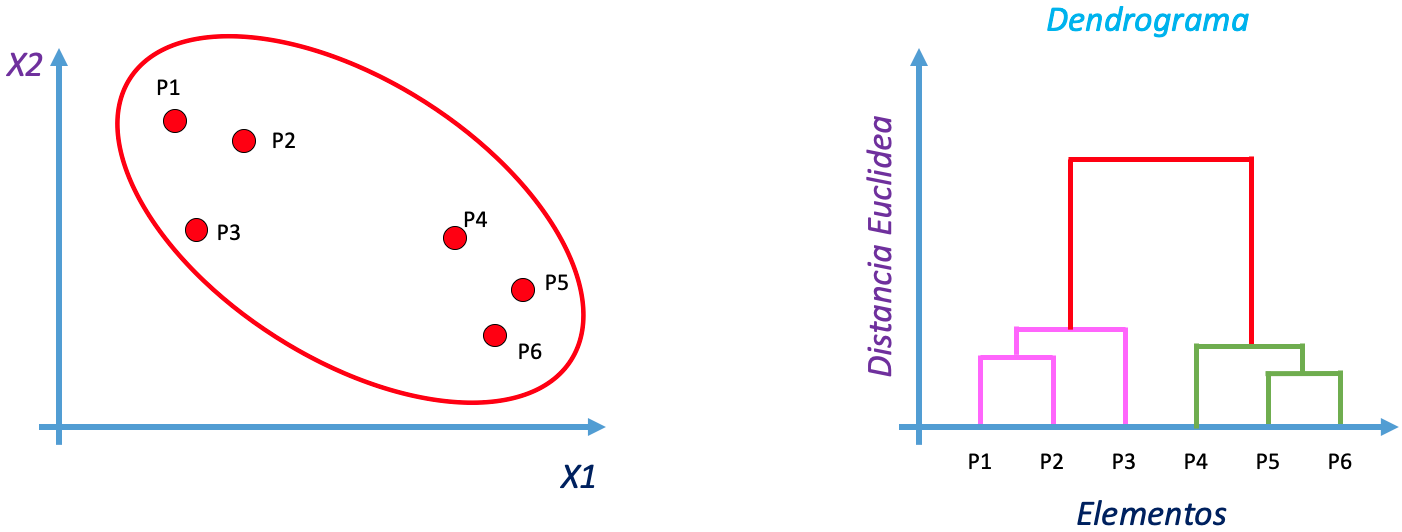 X2
P1
P2
P3
P4
P5
P6
X1
Dendrograma
Distancia Euclidea
P1 P2 P3 P4 P5 P6
Elementos